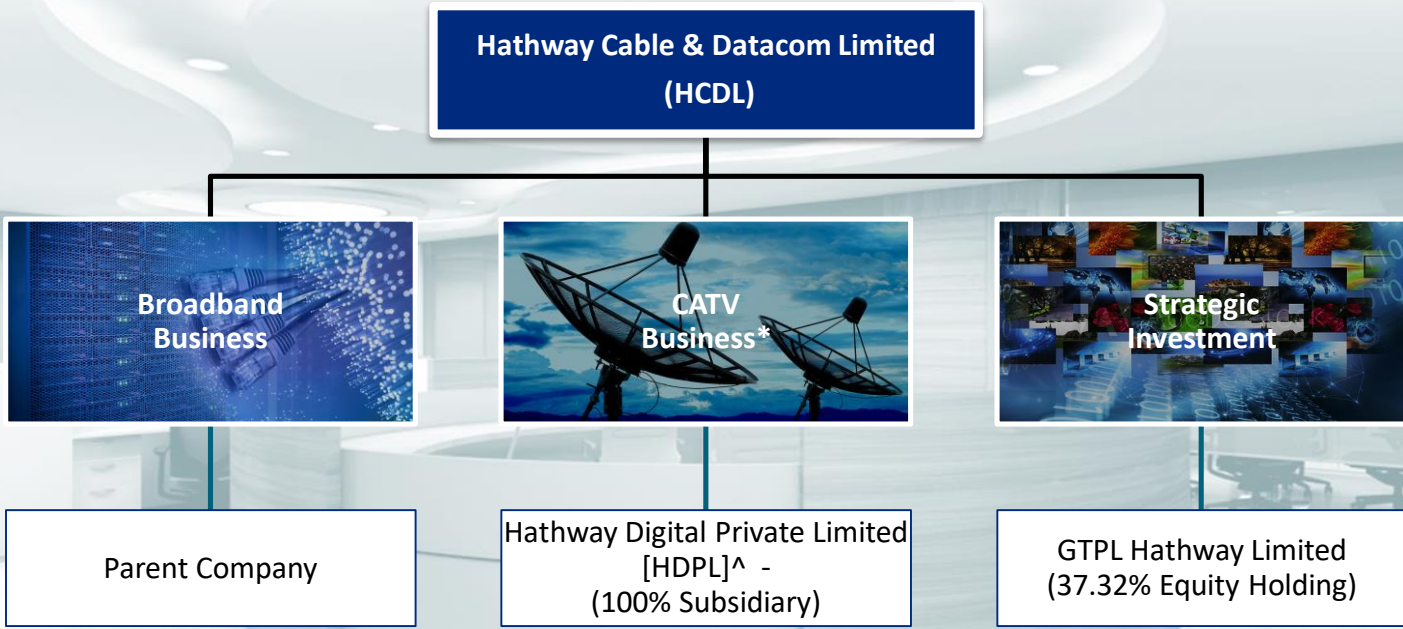 Hathway Cable & Datacom Limited
(HCDL)
Broadband
Business
CATV
Business*
Strategic
Investment
Parent Company
Hathway Digital Private Limited
[HDPL]^ -
(100% Subsidiary)
GTPL Hathway Limited
(37.32% Equity Holding)